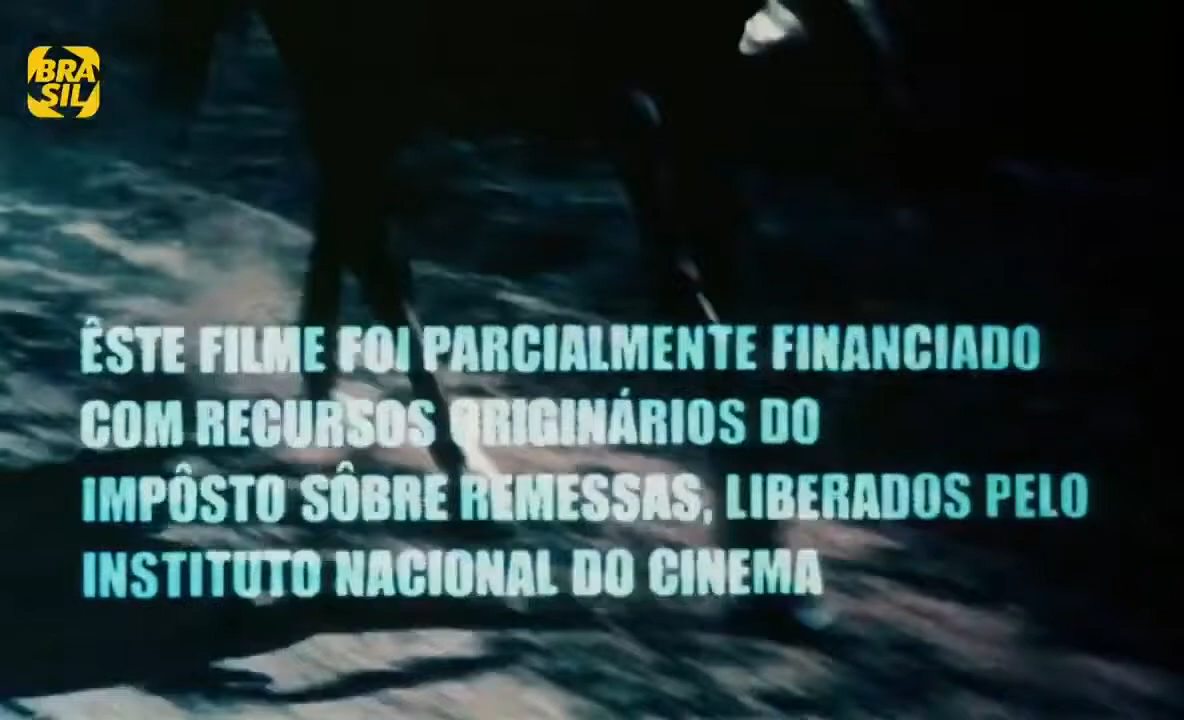 BRA
SIL
ÊSTE FILME FOI PARCIALMENTE FINANCIADO
COM RECURSOS ORIGINÁRIOS DO
IMPÔSTO SÔBRE REMESSAS, LIBERADOS PELO
INSTITUTO NACIONAL DO CINEMA